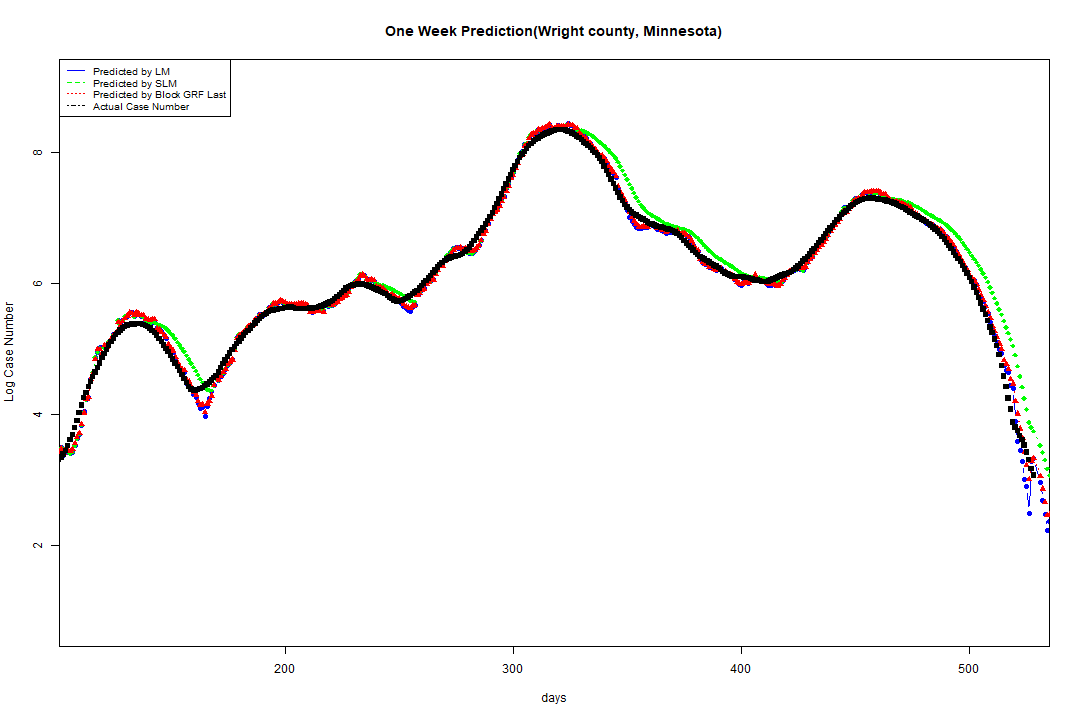 One Week Prediction(Wright county, Minnesota)
Predicted by LM
Predicted by SLM
Predicted by Block GRF Last
Actual Case Number
Log Case Number
8
6
4
2
200 300 400 500
days